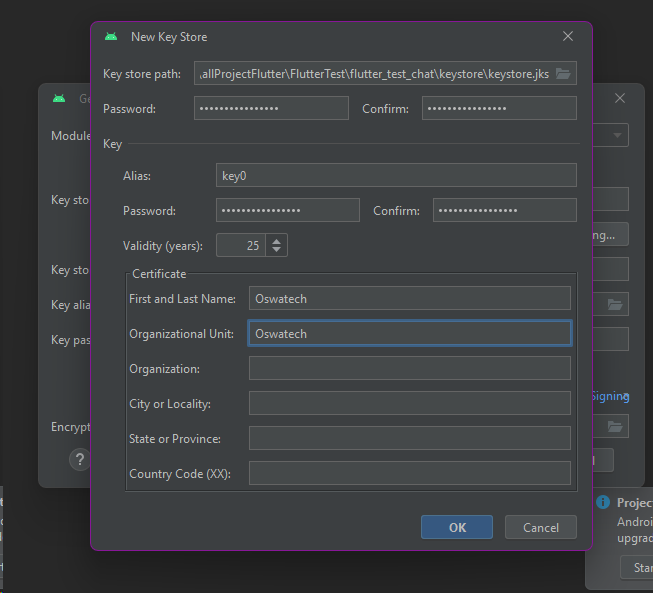 New Key Store
Key store path: \allProjectFlutter\FlutterTest\flutter_test_chat\keystore\keystore.jks
Password: ••••••••••••••• Confirm: •••••••••••••••
Key
Alias: key0
Password: ••••••••••••••• Confirm: •••••••••••••••
Validity (years): 25
Certificate
First and Last Name: Oswatech
Organizational Unit: Oswatech
Organization:
City or Locality:
State or Province:
Country Code (XX):
OK Cancel
Ge
Module
Key sto
ng...
Key sto
Key alia
Key pas
Signing
Encrypt
?
Project
Androi
upgrad
Star